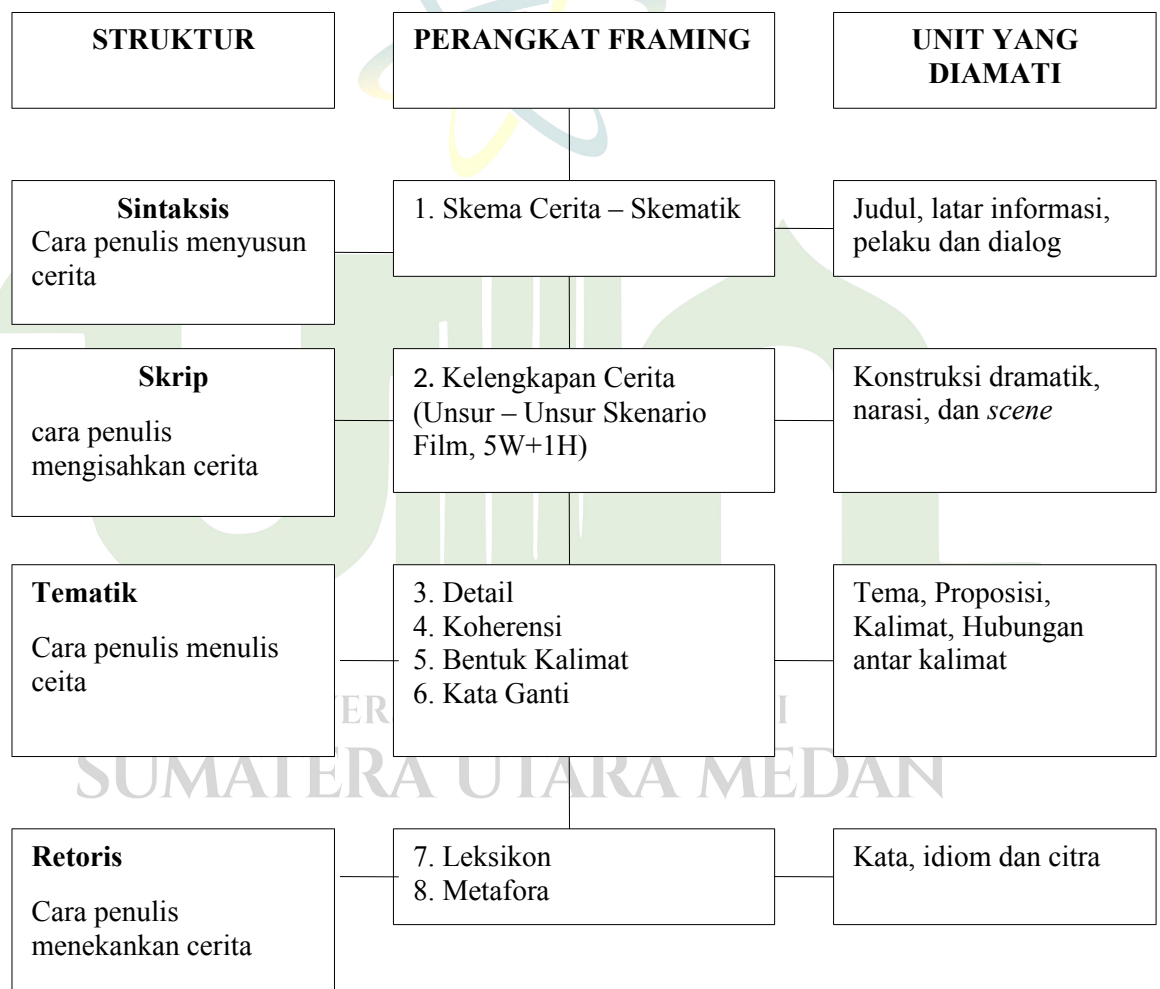 STRUKTUR
PERANGKAT FRAMING
UNIT YANG
DIAMATI
Sintaksis
Cara penulis menyusun
cerita
1. Skema Cerita – Skematik
Judul, latar informasi,
pelaku dan dialog
Skrip
cara penulis
mengisahkan cerita
2. Kelengkapan Cerita
(Unsur – Unsur Skenario
Film, 5W+1H)
Konstruksi dramatik,
narasi, dan scene
Tematik
Cara penulis menulis
ceita
3. Detail
4. Koherensi
5. Bentuk Kalimat
6. Kata Ganti
Tema, Proposisi,
Kalimat, Hubungan
antar kalimat
SUMATERA UTARA MEDAN
Retoris
Cara penulis
menekankan cerita
7. Leksikon
8. Metafora
Kata, idiom dan citra